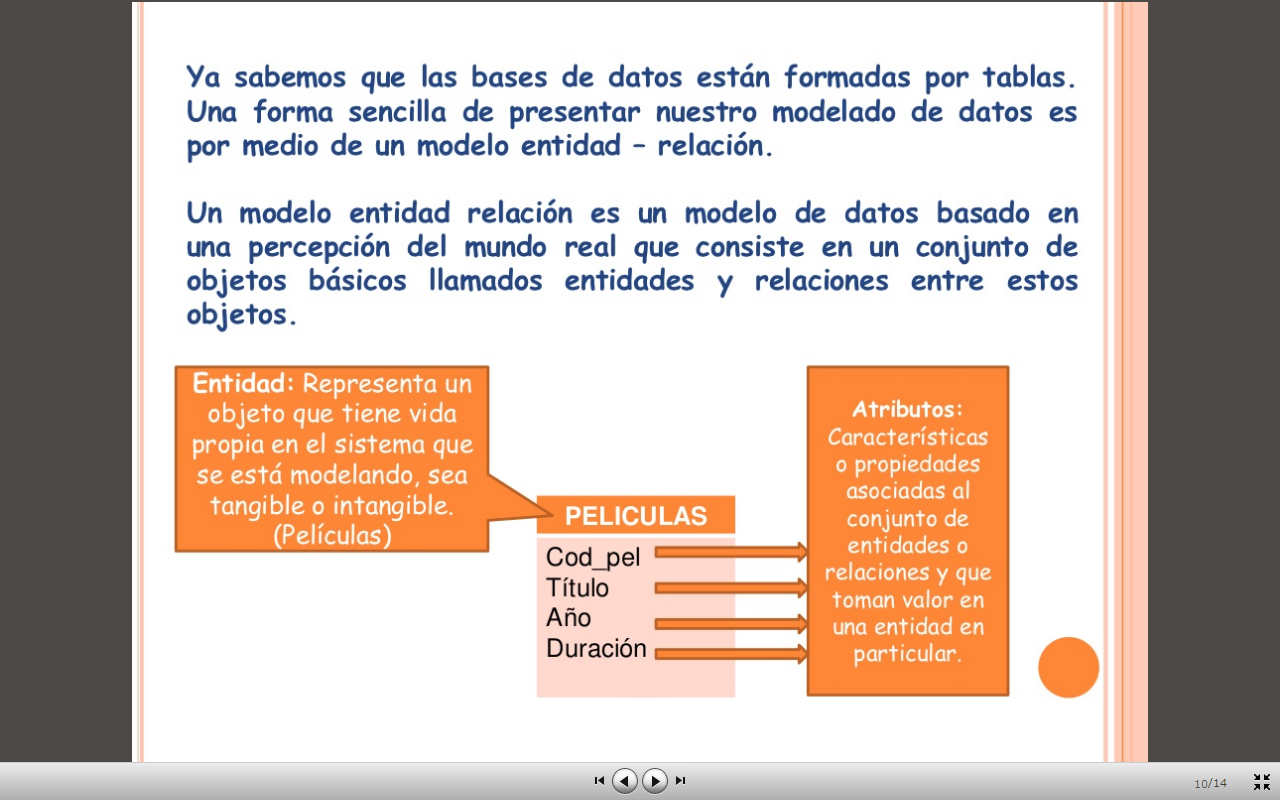 Ya sabemos que las bases de datos están formadas por tablas.
Una forma sencilla de presentar nuestro modelado de datos es
por medio de un modelo entidad – relación.
Un modelo entidad relación es un modelo de datos basado en
una percepción del mundo real que consiste en un conjunto de
objetos básicos llamados entidades y relaciones entre estos
objetos.
Entidad: Representa un
objeto que tiene vida
propia en el sistema que
se está modelando, sea
tangible o intangible.
(Películas)
PELICULAS
Cod_pel
Título
Año
Duración
Atributos:
Características
o propiedades
asociadas al
conjunto de
entidades o
relaciones y que
toman valor en
una entidad en
particular.
10/14